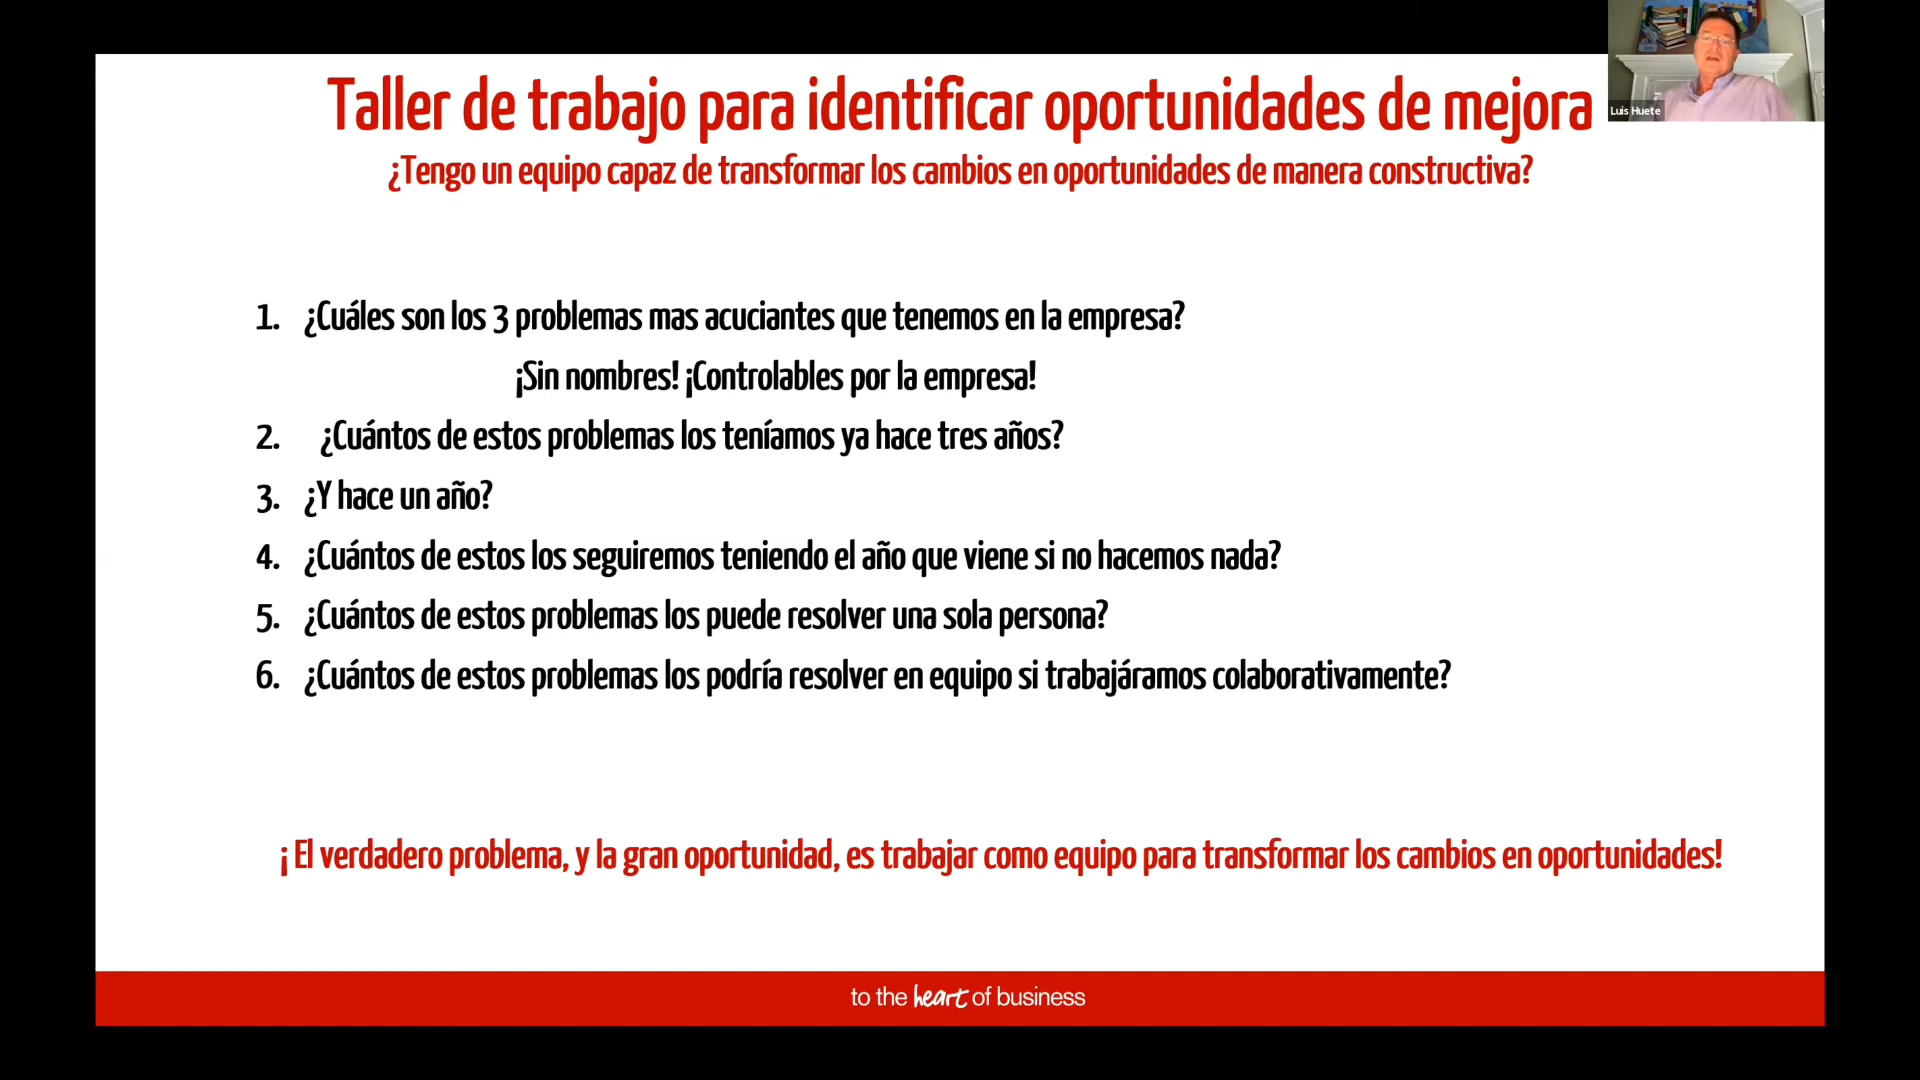 Taller de trabajo para identificar oportunidades de mejora
¿Tengo un equipo capaz de transformar los cambios en oportunidades de manera constructiva?
Luis Huete
1. ¿Cuáles son los 3 problemas mas acuciantes que tenemos en la empresa?
¡Sin nombres! ¡Controlables por la empresa!
2. ¿Cuántos de estos problemas los teníamos ya hace tres años?
3. ¿Y hace un año?
4. ¿Cuántos de estos los seguiremos teniendo el año que viene si no hacemos nada?
5. ¿Cuántos de estos problemas los puede resolver una sola persona?
6. ¿Cuántos de estos problemas los podría resolver en equipo si trabajáramos colaborativamente?
¡ El verdadero problema, y la gran oportunidad, es trabajar como equipo para transformar los cambios en oportunidades!
to the heart of business